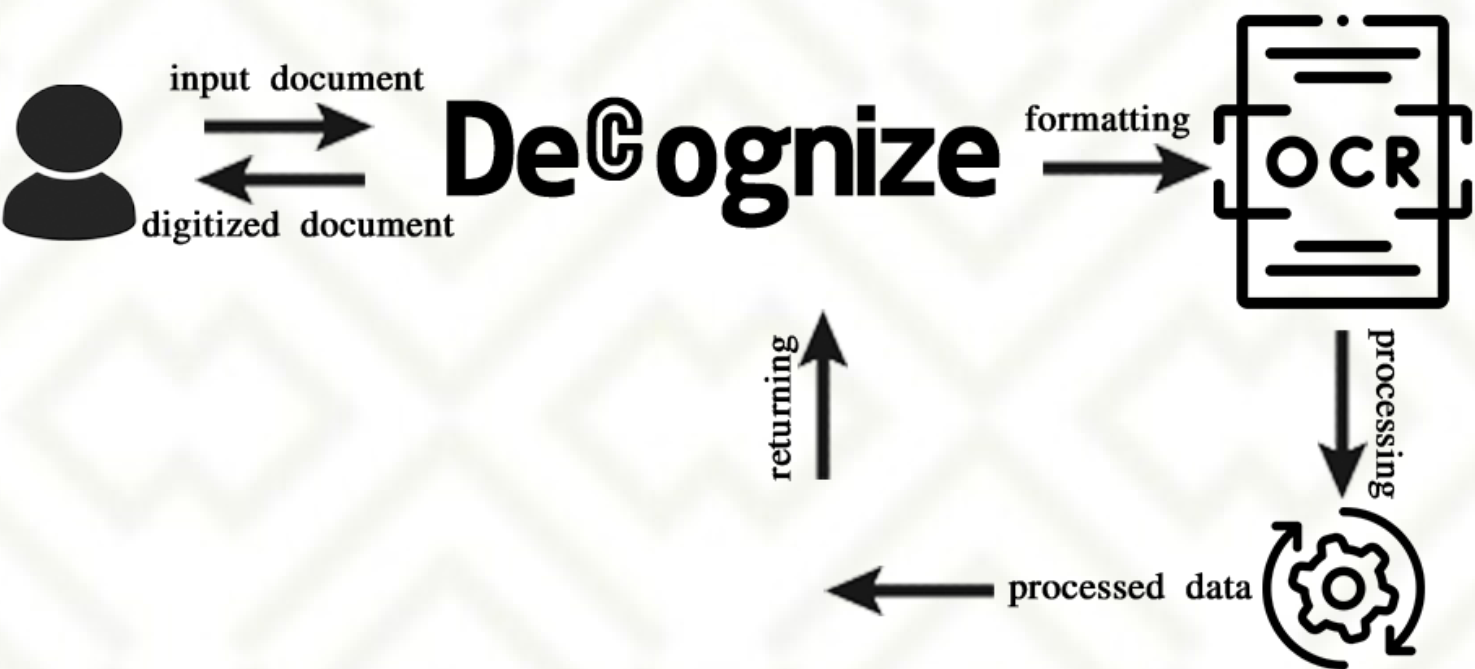 input document
DeCognize
formatting
OCR
digitized document
returning
processing
processed data